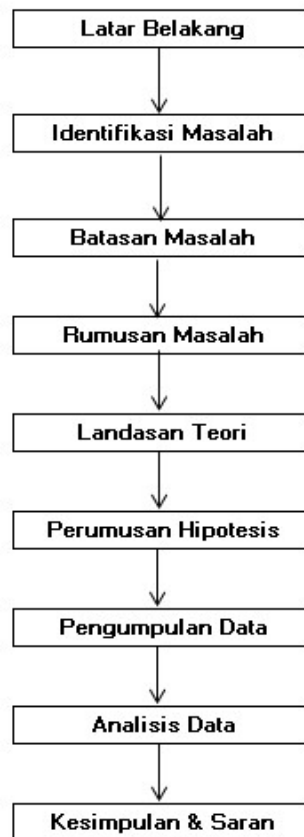 Latar Belakang
Identifikasi Masalah
Batasan Masalah
Rumusan Masalah
Landasan Teori
Perumusan Hipotesis
Pengumpulan Data
Analisis Data
Kesimpulan & Saran